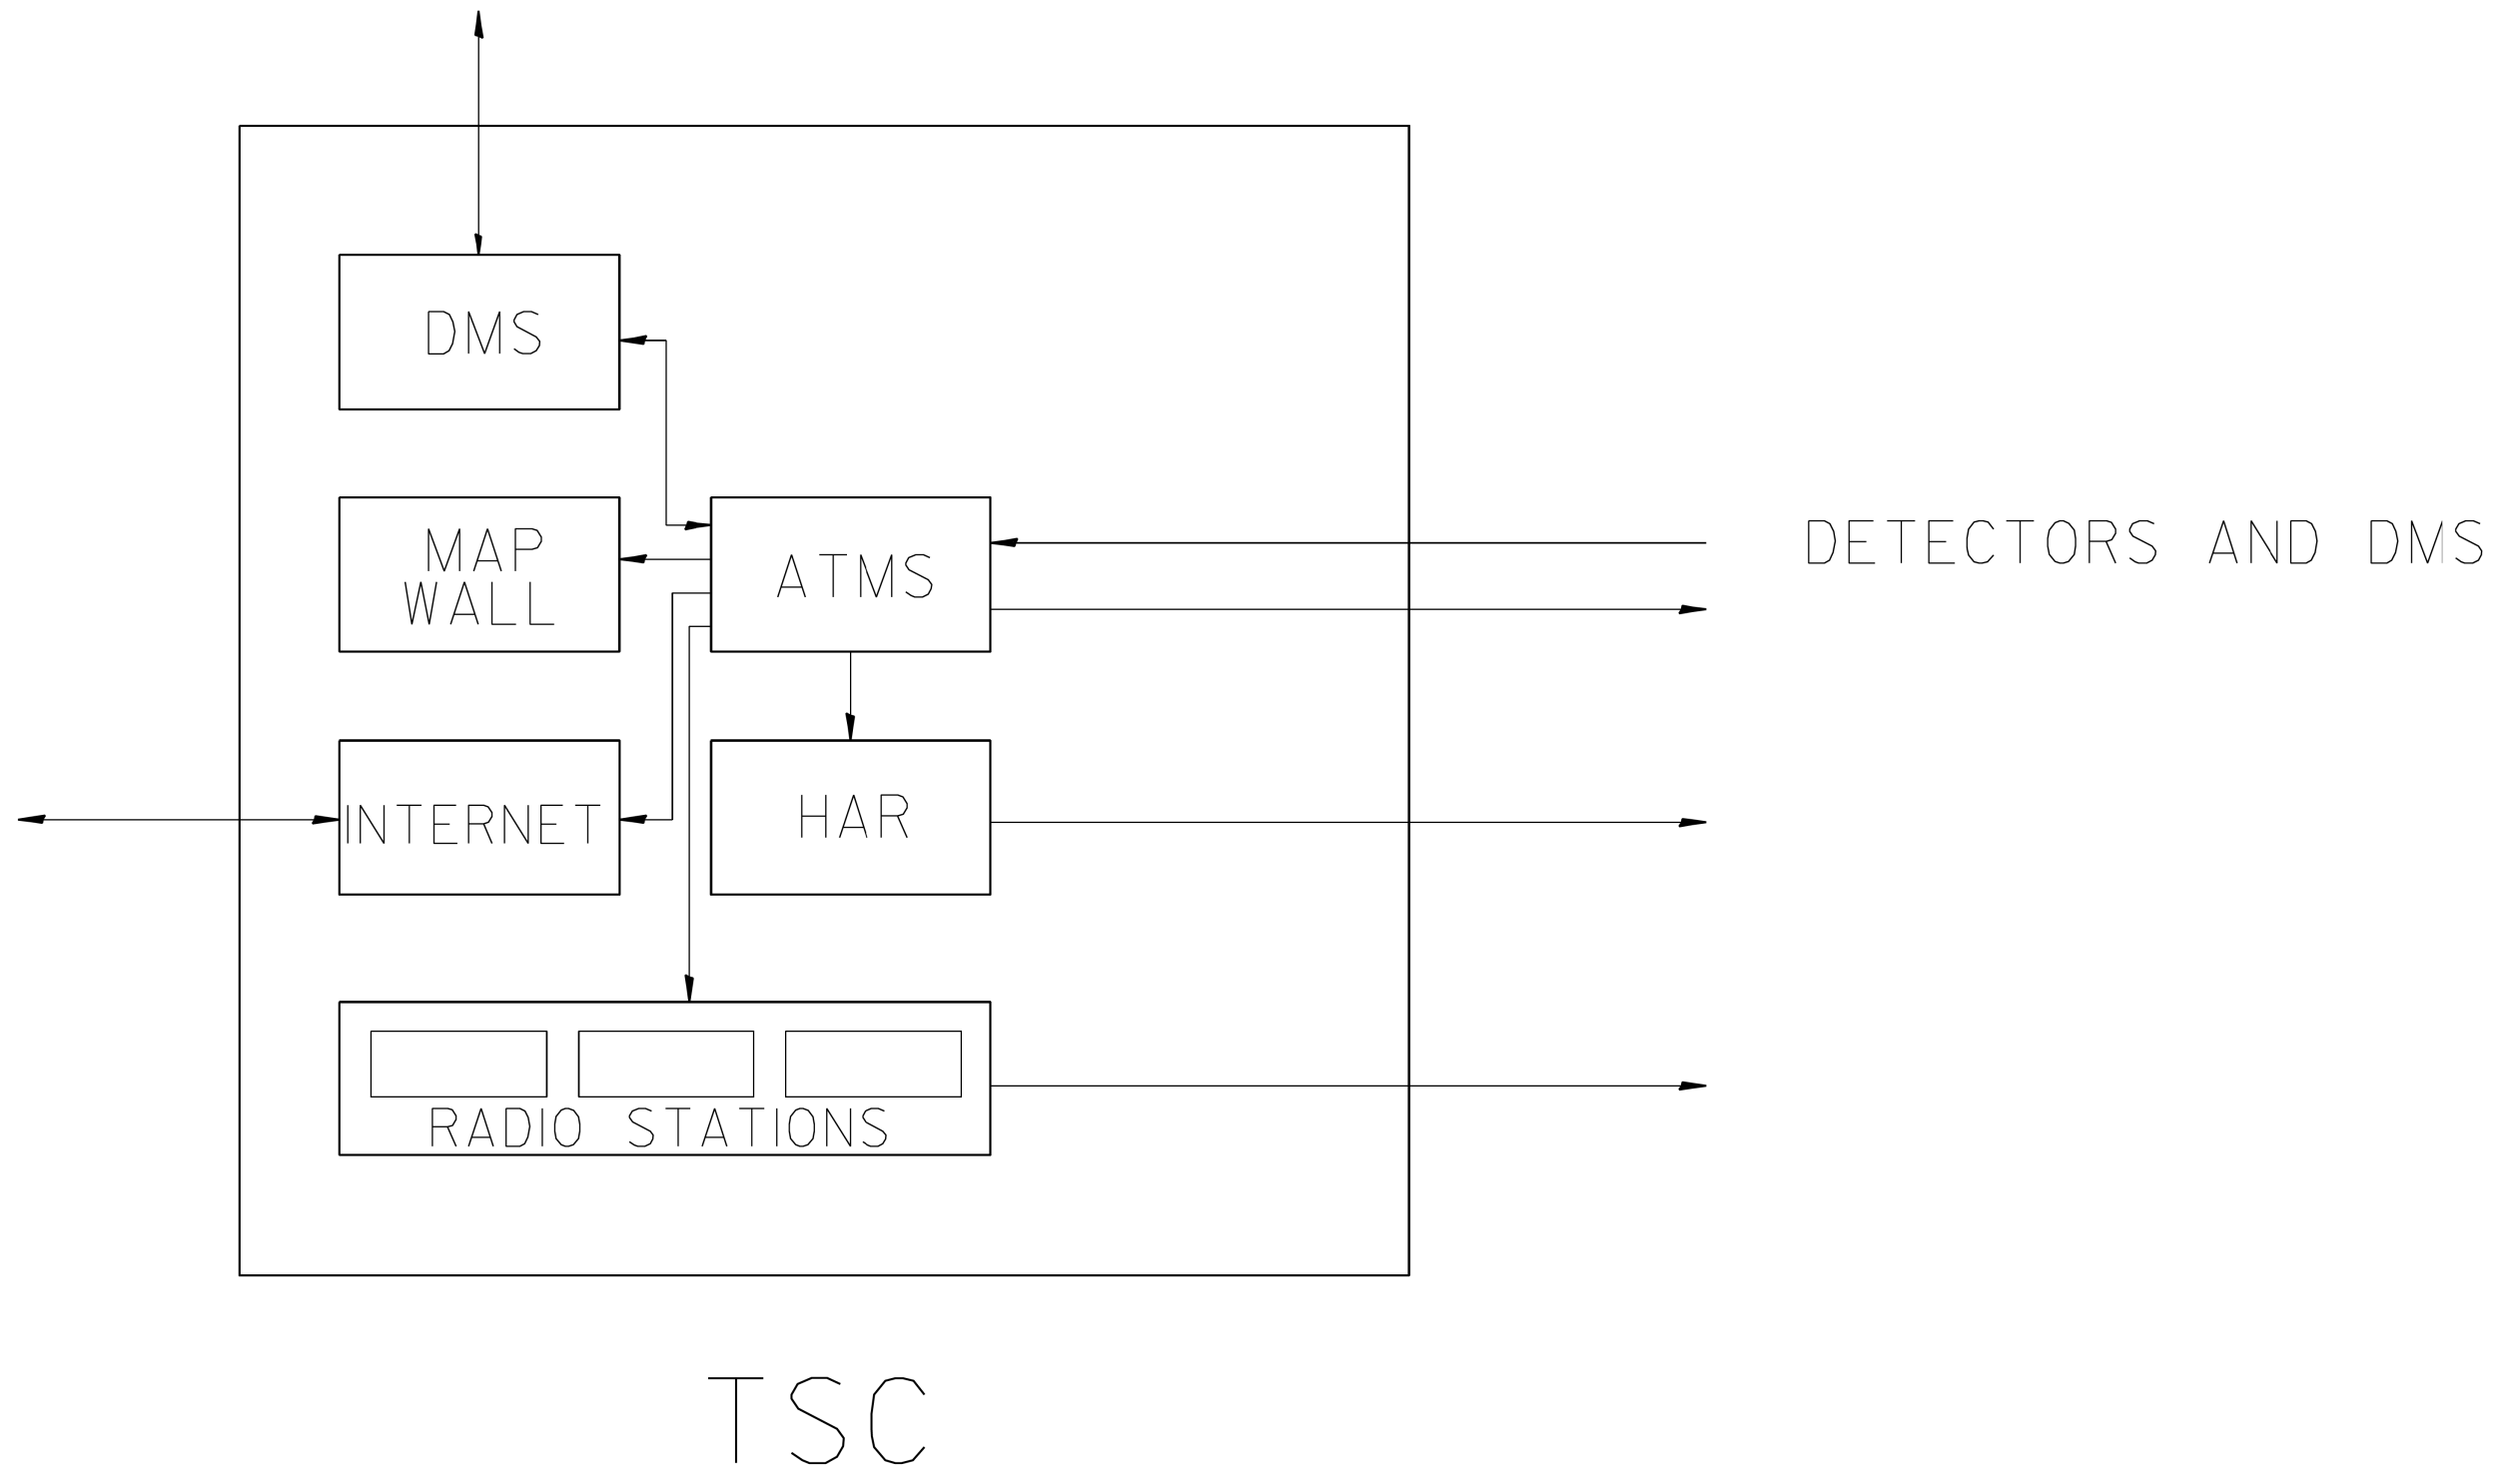 DMS
MAP
WALL
ATMS
DETECTORS AND DMS
INTERNET
HAR
RADIO STATIONS
TSC